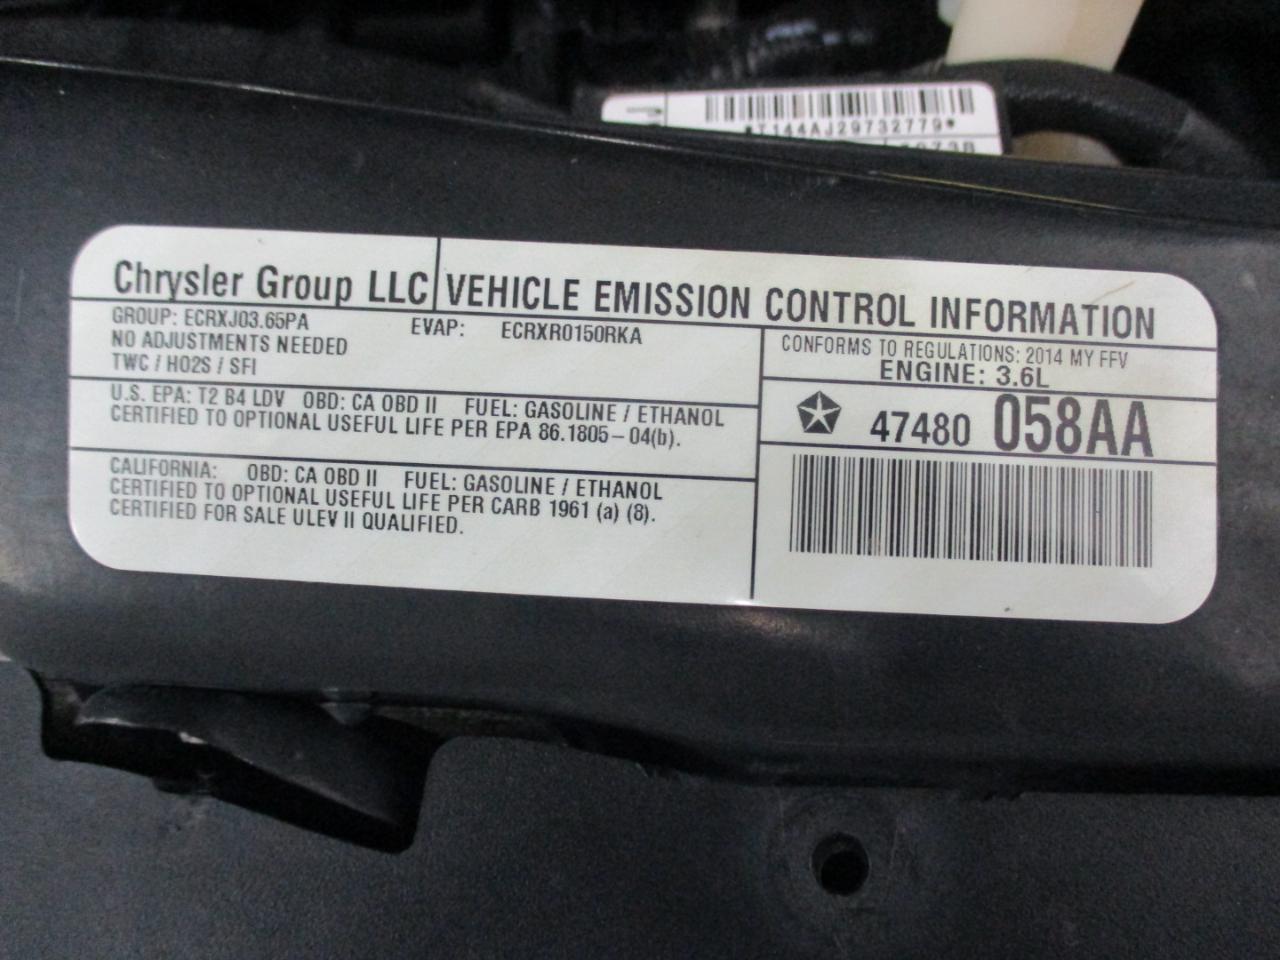 *T144AJ29732779*
Chrysler Group LLC VEHICLE EMISSION CONTROL INFORMATION
GROUP: ECRXJ03.65PA EVAP: ECRXR0150RKA
NO ADJUSTMENTS NEEDED
TWC / HO2S / SFI
CONFORMS TO REGULATIONS: 2014 MY FFV
ENGINE: 3.6L
47480 058AA
U.S. EPA: T2 B4 LDV OBD: CA OBD II FUEL: GASOLINE / ETHANOL
CERTIFIED TO OPTIONAL USEFUL LIFE PER EPA 86.1805-04(b).
CALIFORNIA: OBD: CA OBD II FUEL: GASOLINE / ETHANOL
CERTIFIED TO OPTIONAL USEFUL LIFE PER CARB 1961 (a) (8).
CERTIFIED FOR SALE ULEV II QUALIFIED.